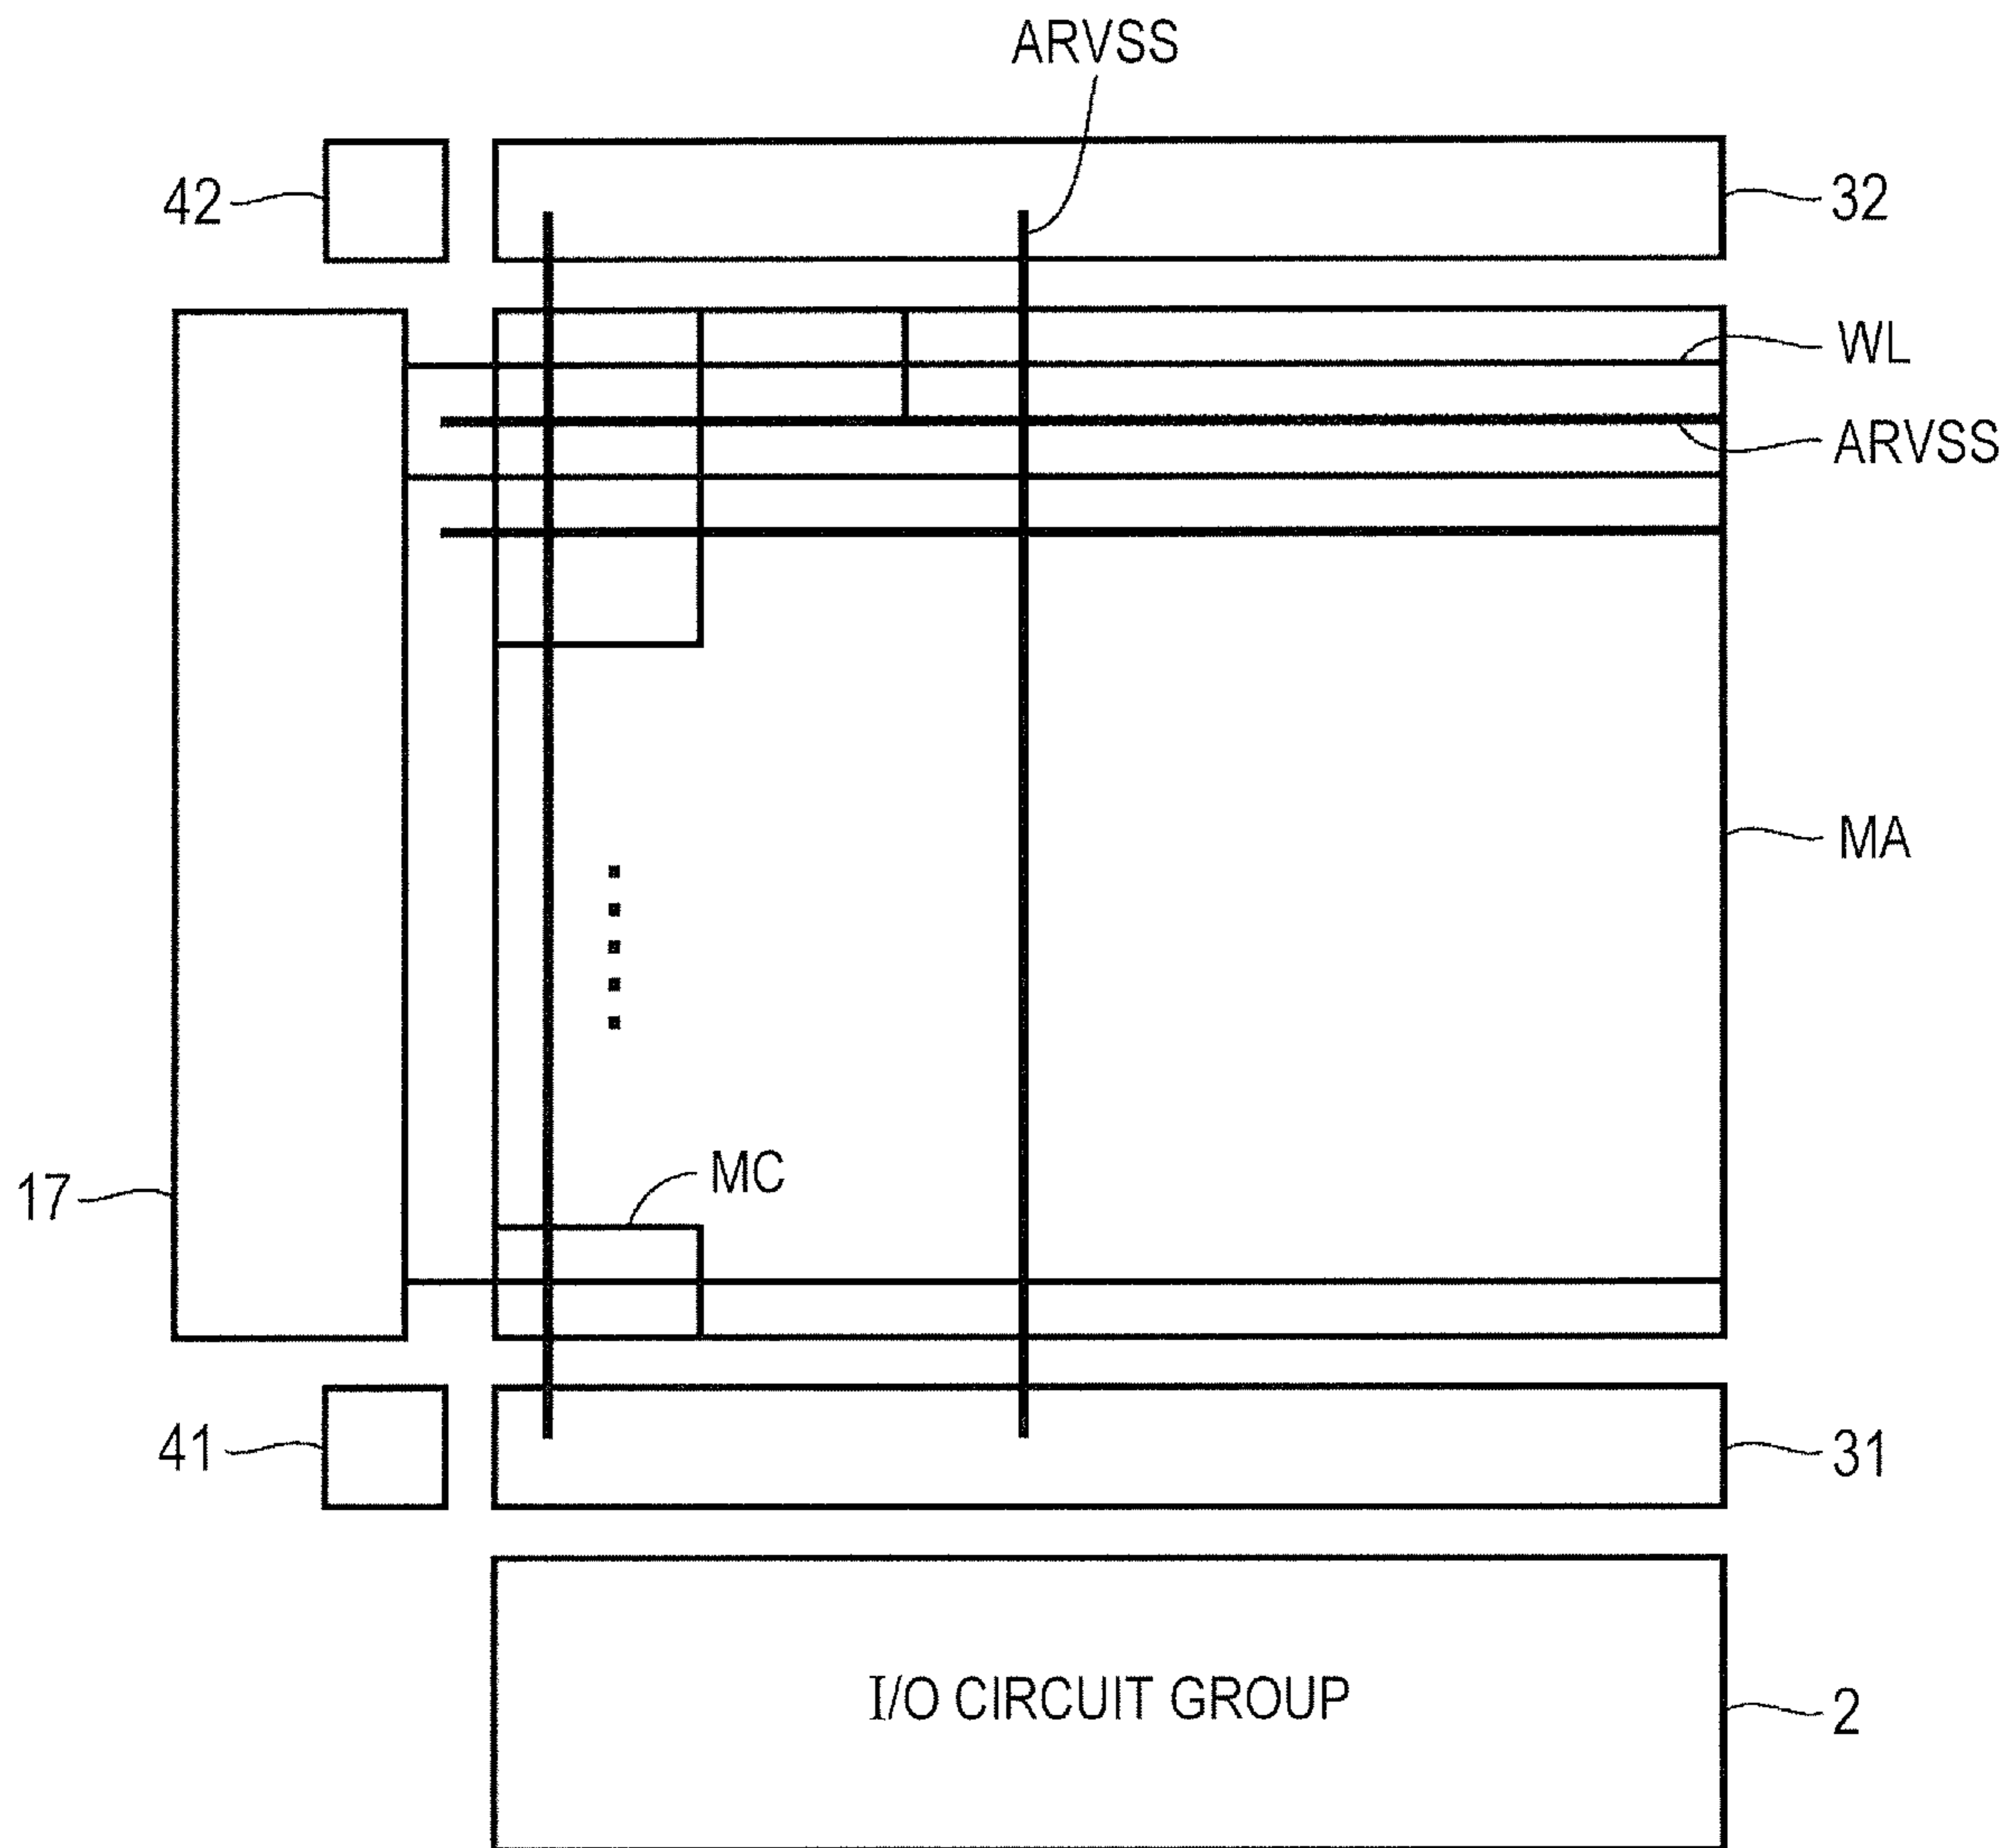 ARVSS
42
32
WL
ARVSS
MA
MC
17
41
31
I/O CIRCUIT GROUP
2